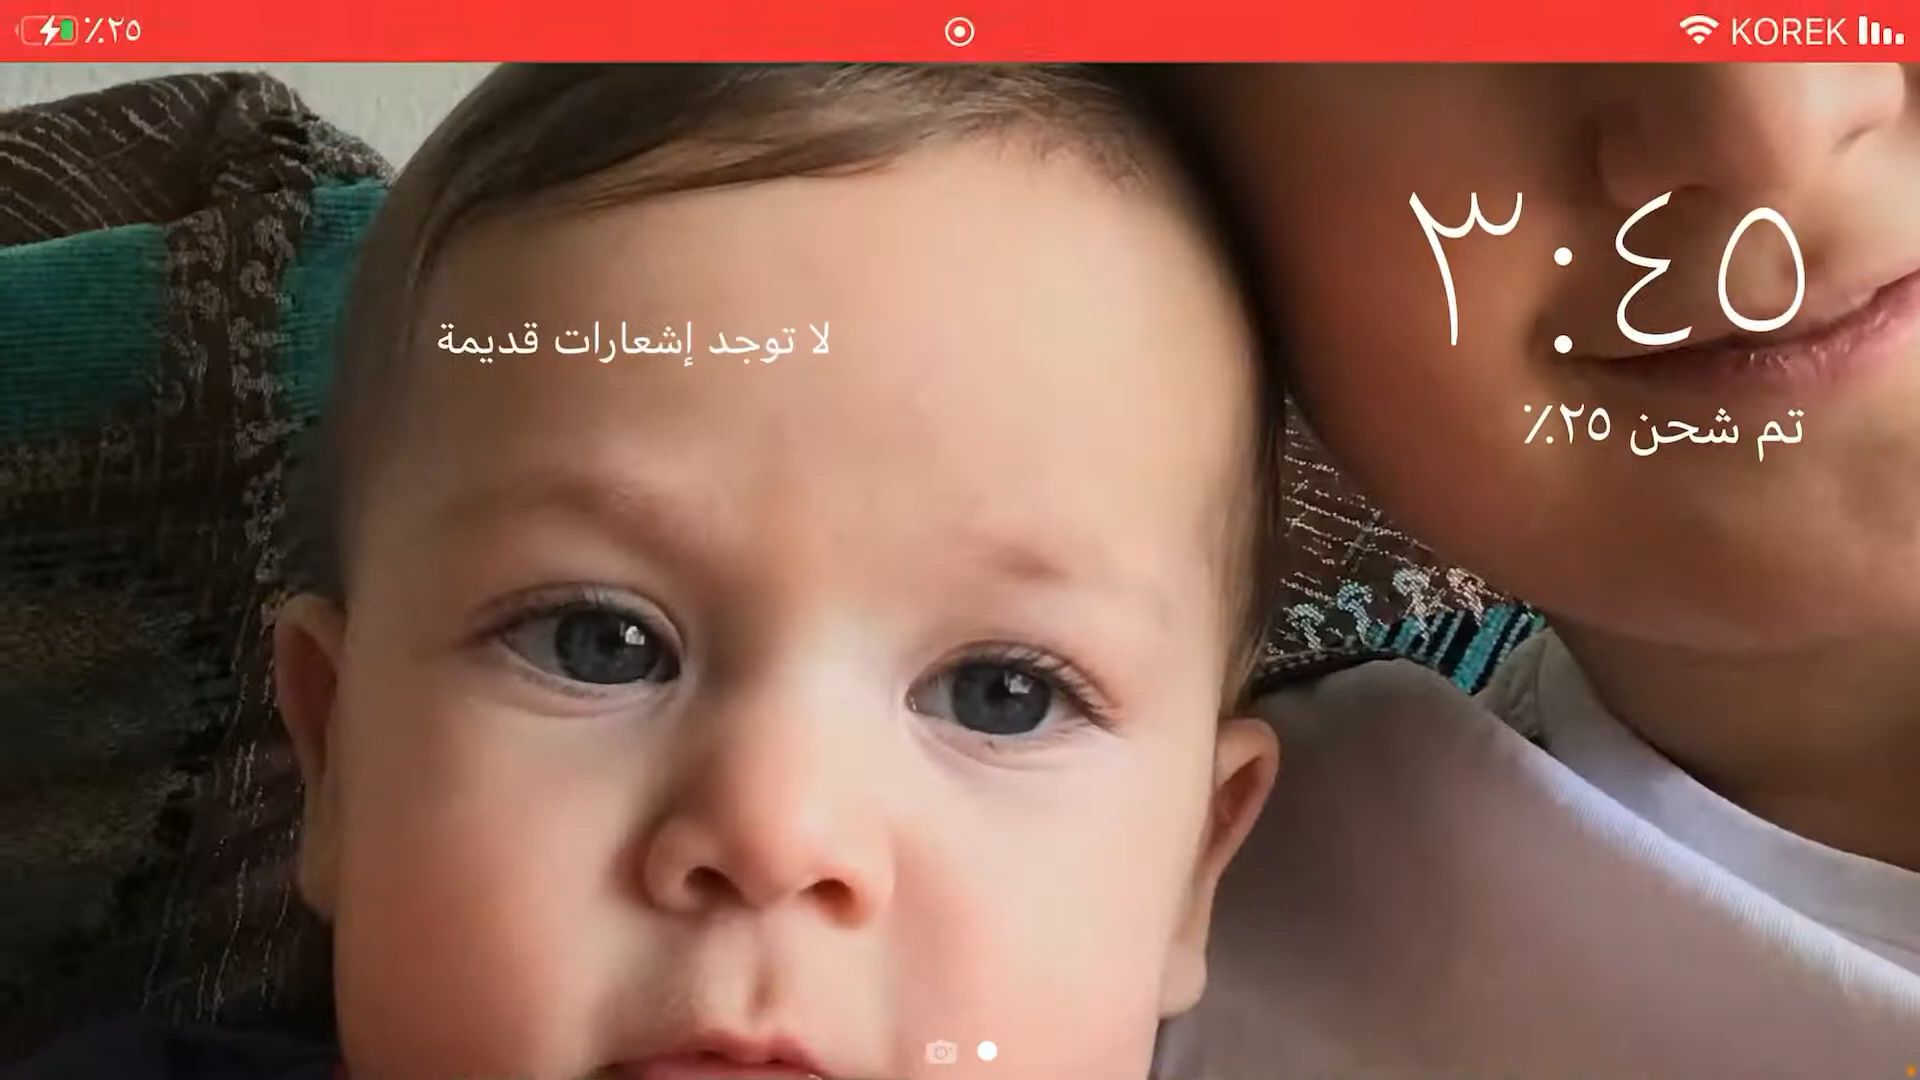 ٪٢٥
KOREK
٣:٤٥
تم شحن ٢٥٪
لا توجد إشعارات قديمة